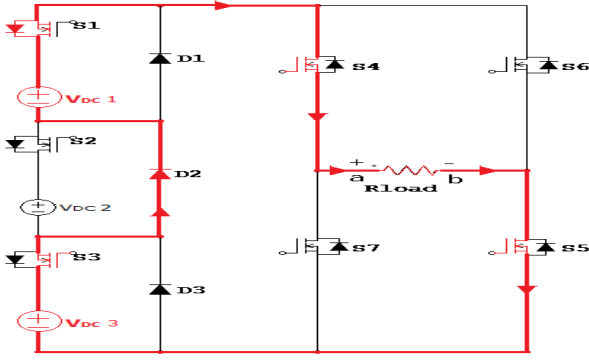 S1
D1
S4
S6
VDC 1
S2
D2
VDC 2
+ -
a Rload b
S3
S7
S5
D3
VDC 3